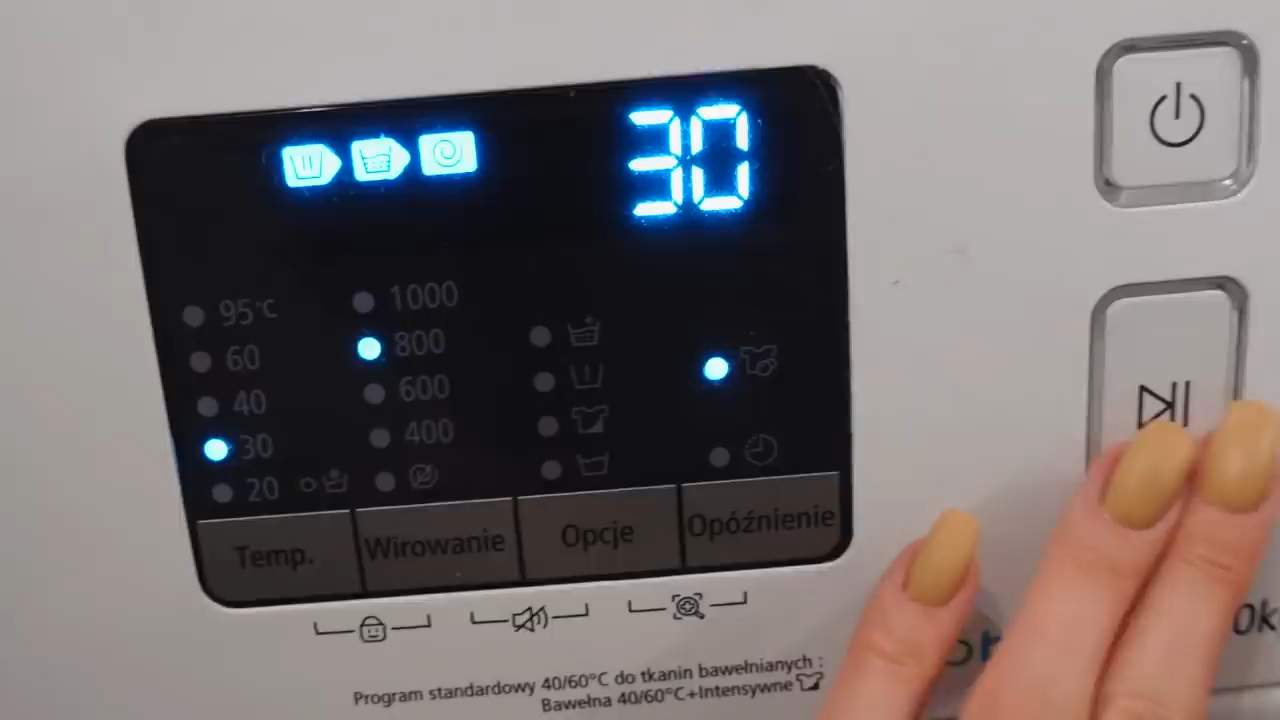 30
95°C
60
40
30
20
1000
800
600
400
Temp.
Wirowanie
Opcje
Opóźnienie
Program standardowy 40/60°C do tkanin bawełnianych :
Bawełna 40/60°C+Intensywne